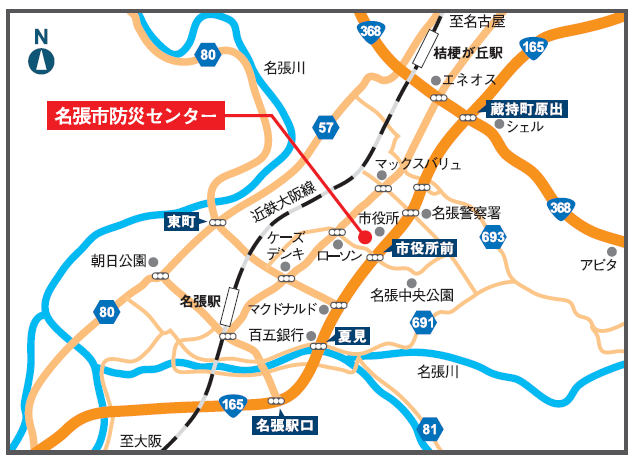 至名古屋
368
165
N
80
桔梗が丘駅
名張川
エネオス
名張市防災センター
蔵持町原出
57
シェル
マックスバリュ
近鉄大阪線
368
東町
市役所
名張警察署
693
ケーズ
デンキ
ローソン
市役所前
朝日公園
アピタ
名張駅
名張中央公園
80
マクドナルド
691
百五銀行
夏見
名張川
165
名張駅口
81
至大阪